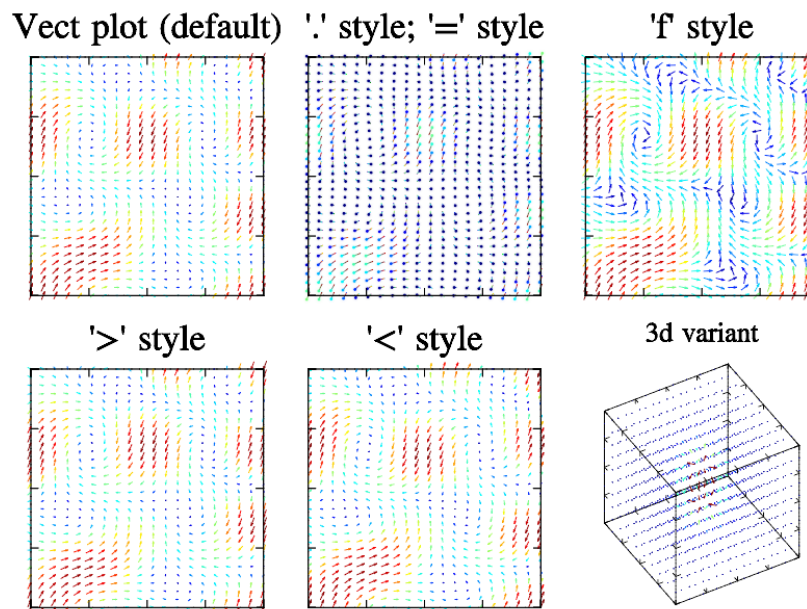 Vect plot (default)
'.' style; '=' style
'f' style
'>' style
'<' style
3d variant